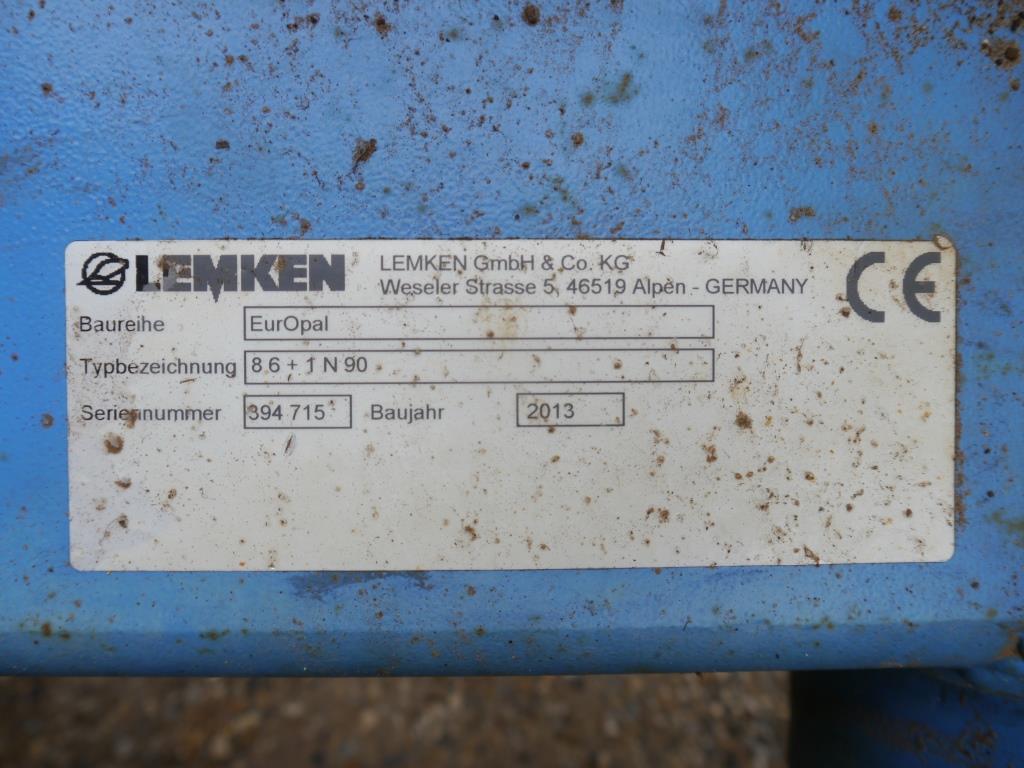 LEMKEN
LEMKEN GmbH & Co. KG
Weseler Strasse 5, 46519 Alpen - GERMANY
CE
Baureihe EurOpal
Typbezeichnung 8 6 + 1 N 90
Seriennummer 394 715 Baujahr 2013